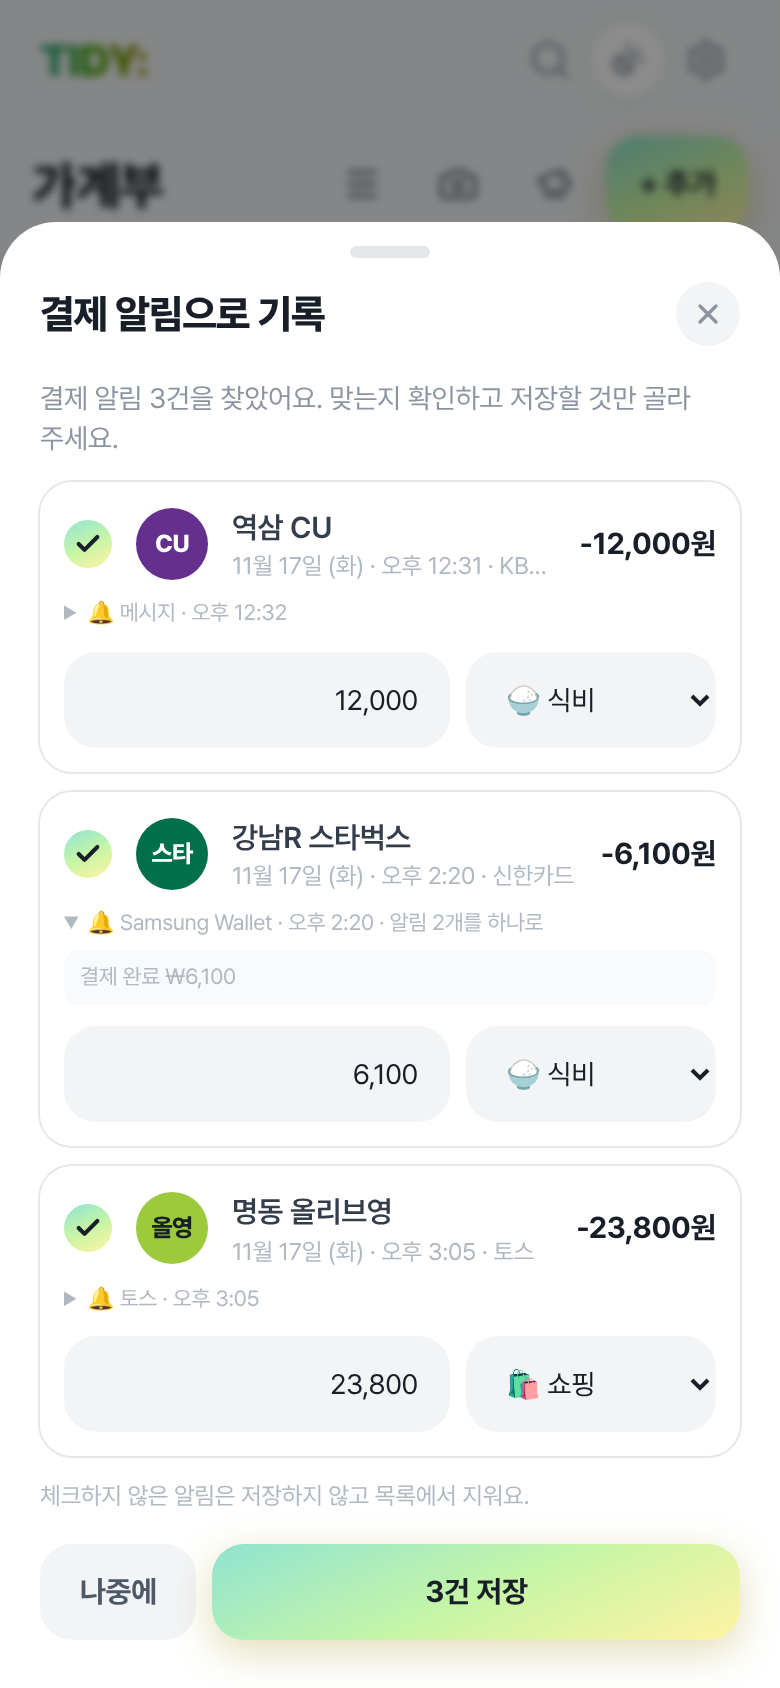 TIDY:
가계부
+ 추가
결제 알림으로 기록
결제 알림 3건을 찾았어요. 맞는지 확인하고 저장할 것만 골라
주세요.
CU
역삼 CU
11월 17일 (화) · 오후 12:31 · KB...
-12,000원
메시지 · 오후 12:32
12,000
식비
스타
강남R 스타벅스
11월 17일 (화) · 오후 2:20 · 신한카드
-6,100원
Samsung Wallet · 오후 2:20 · 알림 2개를 하나로
결제 완료 ₩6,100
6,100
식비
올영
명동 올리브영
11월 17일 (화) · 오후 3:05 · 토스
-23,800원
토스 · 오후 3:05
23,800
쇼핑
체크하지 않은 알림은 저장하지 않고 목록에서 지워요.
나중에
3건 저장